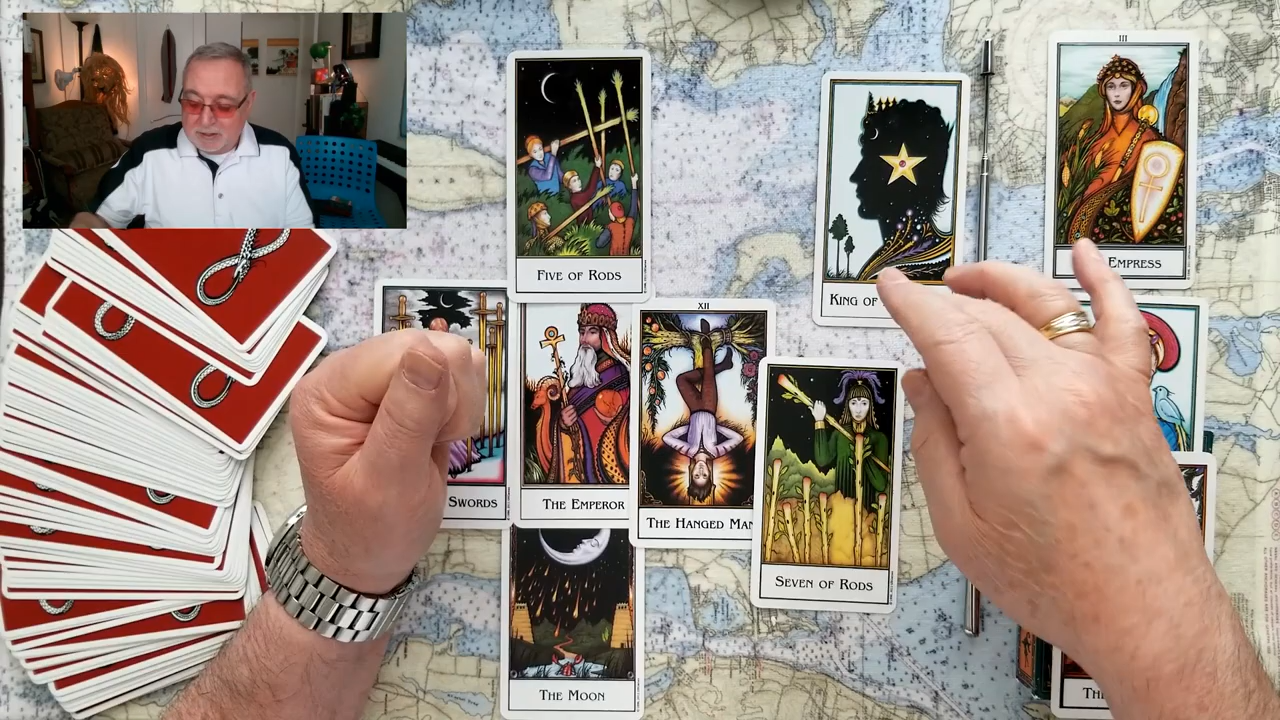 III
FIVE OF RODS
KING OF
EMPRESS
XII
SWORDS
THE EMPEROR
THE HANGED MAN
SEVEN OF RODS
THE MOON
TH